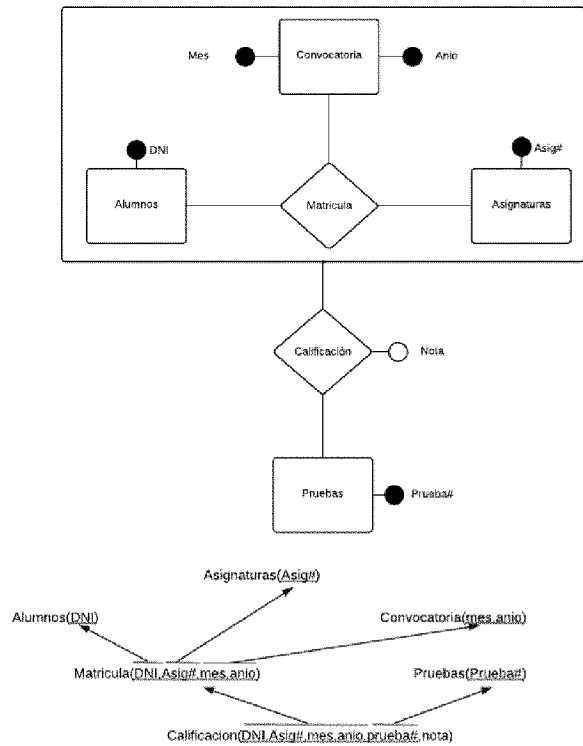 Mes
Convocatoria
Anio
DNI
Asig#
Alumnos
Matricula
Asignaturas
Calificación
Nota
Pruebas
Prueba#
Asignaturas(Asig#)
Alumnos(DNI)
Convocatoria(mes,anio)
Matricula(DNI,Asig#,mes,anio)
Pruebas(Prueba#)
Calificacion(DNI,Asig#,mes,anio,prueba#,nota)